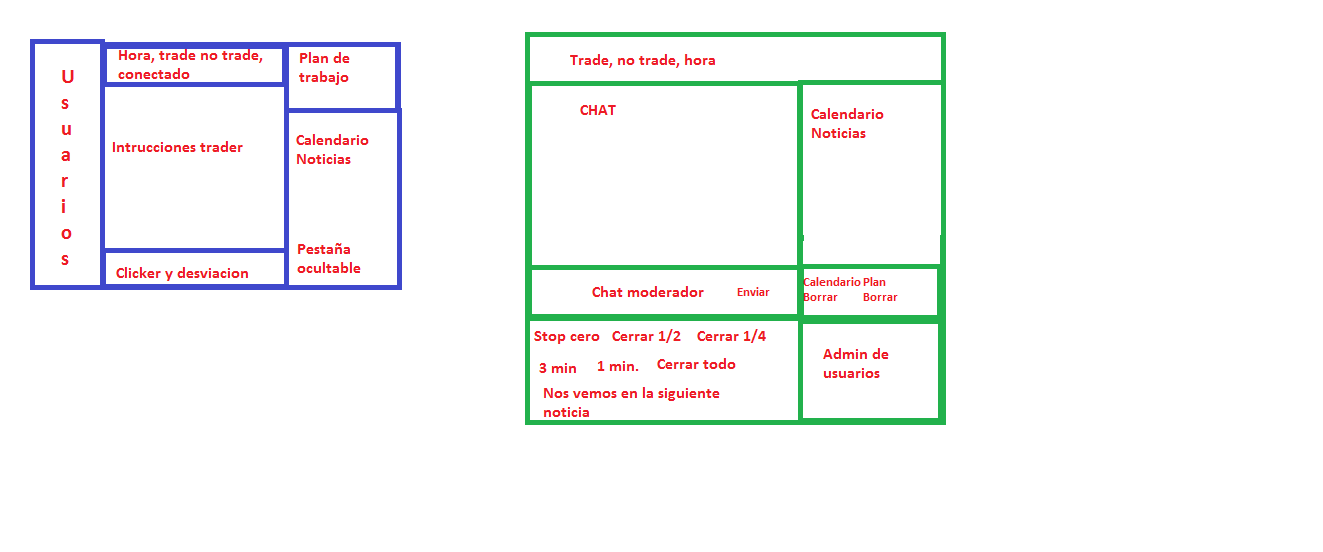 Usuarios
Hora, trade no trade,
conectado
Plan de
trabajo
Intrucciones trader
Calendario
Noticias
Pestaña
ocultable
Clicker y desviacion
Trade, no trade, hora
CHAT
Calendario
Noticias
Chat moderador Enviar
Calendario Plan
Borrar Borrar
Stop cero Cerrar 1/2 Cerrar 1/4
3 min 1 min. Cerrar todo
Nos vemos en la siguiente
noticia
Admin de
usuarios